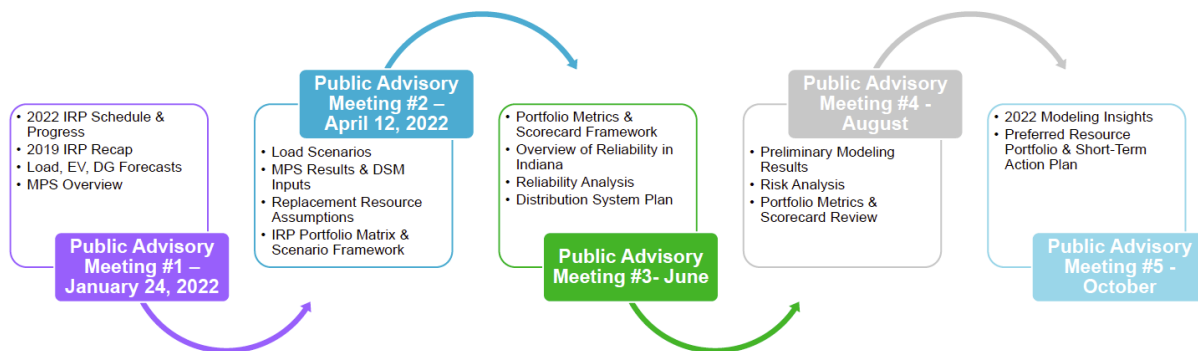 • 2022 IRP Schedule &
Progress
• 2019 IRP Recap
• Load, EV, DG Forecasts
• MPS Overview
Public Advisory
Meeting #1 –
January 24, 2022
Public Advisory
Meeting #2 –
April 12, 2022
• Load Scenarios
• MPS Results & DSM
Inputs
• Replacement Resource
Assumptions
• IRP Portfolio Matrix &
Scenario Framework
• Portfolio Metrics &
Scorecard Framework
• Overview of Reliability in
Indiana
• Reliability Analysis
• Distribution System Plan
Public Advisory
Meeting #3- June
Public Advisory
Meeting #4 -
August
• Preliminary Modeling
Results
• Risk Analysis
• Portfolio Metrics &
Scorecard Review
• 2022 Modeling Insights
• Preferred Resource
Portfolio & Short-Term
Action Plan
Public Advisory
Meeting #5 -
October